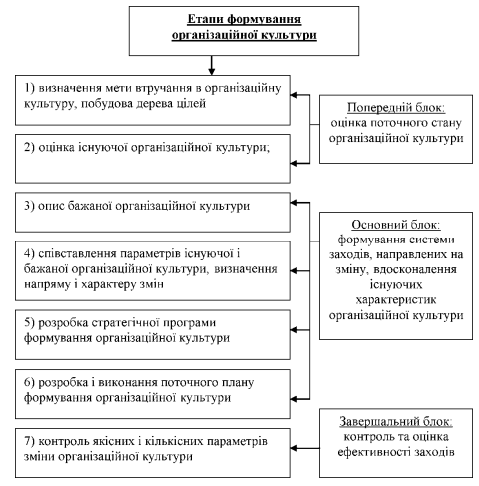 Етапи формування
організаційної культури
1) визначення мети втручання в організаційну
культуру, побудова дерева цілей
2) оцінка існуючої організаційної культури;
Попередній блок:
оцінка поточного стану
організаційної культури
3) опис бажаної організаційної культури
4) співставлення параметрів існуючої і
бажаної організаційної культури, визначення
напряму і характеру змін
5) розробка стратегічної програми
формування організаційної культури
6) розробка і виконання поточного плану
формування організаційної культури
Основний блок:
формування системи
заходів, направлених на
зміну, вдосконалення
існуючих
характеристик
організаційної культури
7) контроль якісних і кількісних параметрів
зміни організаційної культури
Завершальний блок:
контроль та оцінка
ефективності заходів